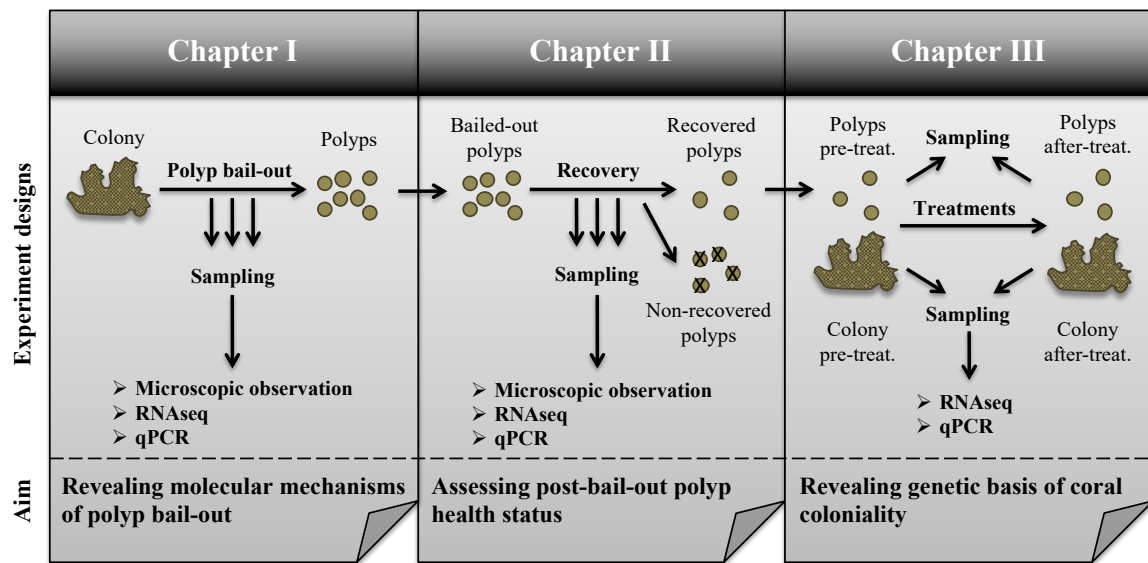 Chapter I
Chapter II
Chapter III
Experiment designs
Colony
Polyp bail-out
Polyps
Sampling
➢ Microscopic observation
➢ RNAseq
➢ qPCR
Bailed-out
polyps
Recovery
Recovered
polyps
Sampling
X
X
X
X
Non-recovered
polyps
➢ Microscopic observation
➢ RNAseq
➢ qPCR
Polyps
pre-treat.
Sampling
Polyps
after-treat.
Treatments
Sampling
Colony
pre-treat.
Colony
after-treat.
➢ RNAseq
➢ qPCR
Aim
Revealing molecular mechanisms
of polyp bail-out
Assessing post-bail-out polyp
health status
Revealing genetic basis of coral
coloniality